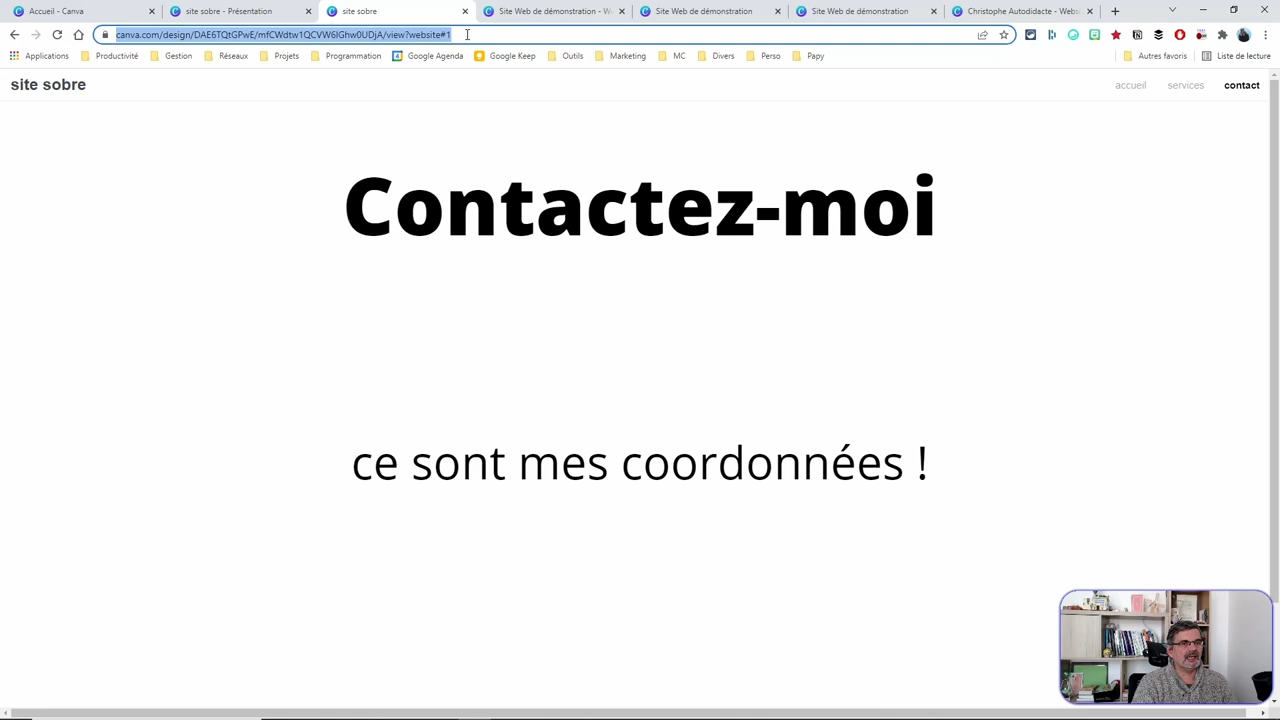 Accueil - Canva
site sobre - Présentation
site sobre
Site Web de démonstration - W
Site Web de démonstration
Site Web de démonstration
Christophe Autodidacte - Webs
canva.com/design/DAE6TQtGPwE/mfCWdtw1QCVW6IGhw0UDjA/view?website#1
Applications
Productivité
Gestion
Réseaux
Projets
Programmation
Google Agenda
Google Keep
Outils
Marketing
MC
Divers
Perso
Papy
Autres favoris
Liste de lecture
site sobre
accueil
services
contact
Contactez-moi
ce sont mes coordonnées !